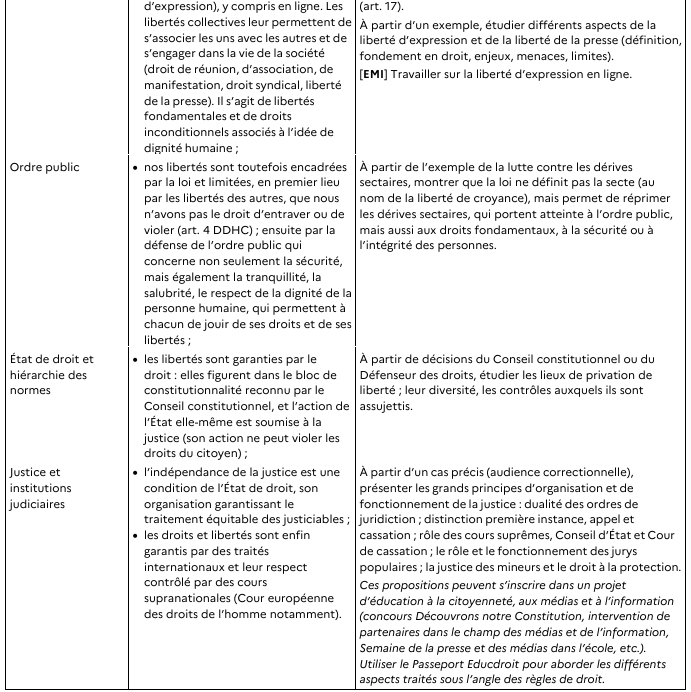 d’expression), y compris en ligne. Les
libertés collectives leur permettent de
s’associer les uns avec les autres et de
s’engager dans la vie de la société
(droit de réunion, d’association, de
manifestation, droit syndical, liberté
de la presse). Il s’agit de libertés
fondamentales et de droits
inconditionnels associés à l’idée de
dignité humaine ;
(art. 17).
À partir d’un exemple, étudier différents aspects de la
liberté d’expression et de la liberté de la presse (définition,
fondement en droit, enjeux, menaces, limites).
[EMI] Travailler sur la liberté d’expression en ligne.
Ordre public
• nos libertés sont toutefois encadrées
par la loi et limitées, en premier lieu
par les libertés des autres, que nous
n’avons pas le droit d’entraver ou de
violer (art. 4 DDHC) ; ensuite par la
défense de l’ordre public qui
concerne non seulement la sécurité,
mais également la tranquillité, la
salubrité, le respect de la dignité de la
personne humaine, qui permettent à
chacun de jouir de ses droits et de ses
libertés ;
À partir de l’exemple de la lutte contre les dérives
sectaires, montrer que la loi ne définit pas la secte (au
nom de la liberté de croyance), mais permet de réprimer
les dérives sectaires, qui portent atteinte à l’ordre public,
mais aussi aux droits fondamentaux, à la sécurité ou à
l’intégrité des personnes.
État de droit et
hiérarchie des
normes
• les libertés sont garanties par le
droit : elles figurent dans le bloc de
constitutionnalité reconnu par le
Conseil constitutionnel, et l’action de
l’État elle-même est soumise à la
justice (son action ne peut violer les
droits du citoyen) ;
À partir de décisions du Conseil constitutionnel ou du
Défenseur des droits, étudier les lieux de privation de
liberté ; leur diversité, les contrôles auxquels ils sont
assujettis.
Justice et
institutions
judiciaires
• l’indépendance de la justice est une
condition de l’État de droit, son
organisation garantissant le
traitement équitable des justiciables ;
• les droits et libertés sont enfin
garantis par des traités
internationaux et leur respect
contrôlé par des cours
supranationales (Cour européenne
des droits de l’homme notamment).
À partir d’un cas précis (audience correctionnelle),
présenter les grands principes d’organisation et de
fonctionnement de la justice : dualité des ordres de
juridiction ; distinction première instance, appel et
cassation ; rôle des cours suprêmes, Conseil d’État et Cour
de cassation ; le rôle et le fonctionnement des jurys
populaires ; la justice des mineurs et le droit à la protection.
Ces propositions peuvent s’inscrire dans un projet
d’éducation à la citoyenneté, aux médias et à l’information
(concours Découvrons notre Constitution, intervention de
partenaires dans le champ des médias et de l’information,
Semaine de la presse et des médias dans l’école, etc.).
Utiliser le Passeport Educdroit pour aborder les différents
aspects traités sous l’angle des règles de droit.